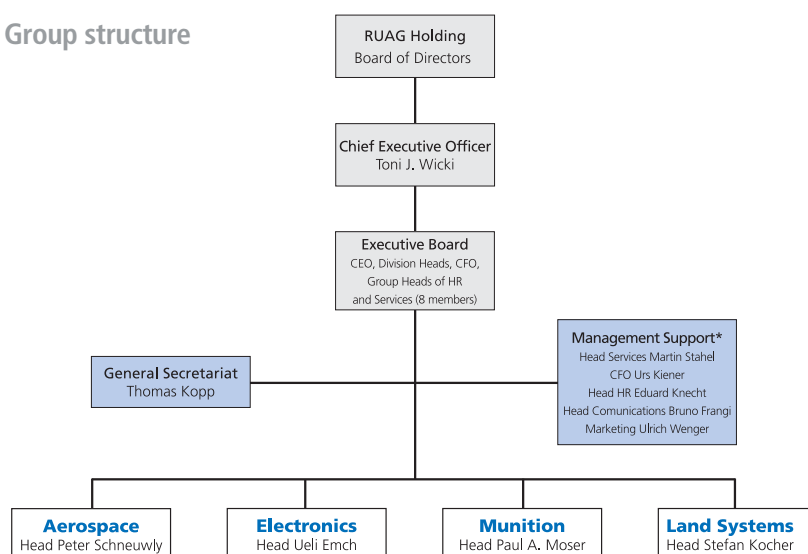 Group structure
RUAG Holding
Board of Directors
Chief Executive Officer
Toni J. Wicki
Executive Board
CEO, Division Heads, CFO,
Group Heads of HR
and Services (8 members)
General Secretariat
Thomas Kopp
Management Support*
Head Services Martin Stahel
CFO Urs Kiener
Head HR Eduard Knecht
Head Comunications Bruno Frangi
Marketing Ulrich Wenger
Aerospace
Head Peter Schneuwly
Electronics
Head Ueli Emch
Munition
Head Paul A. Moser
Land Systems
Head Stefan Kocher